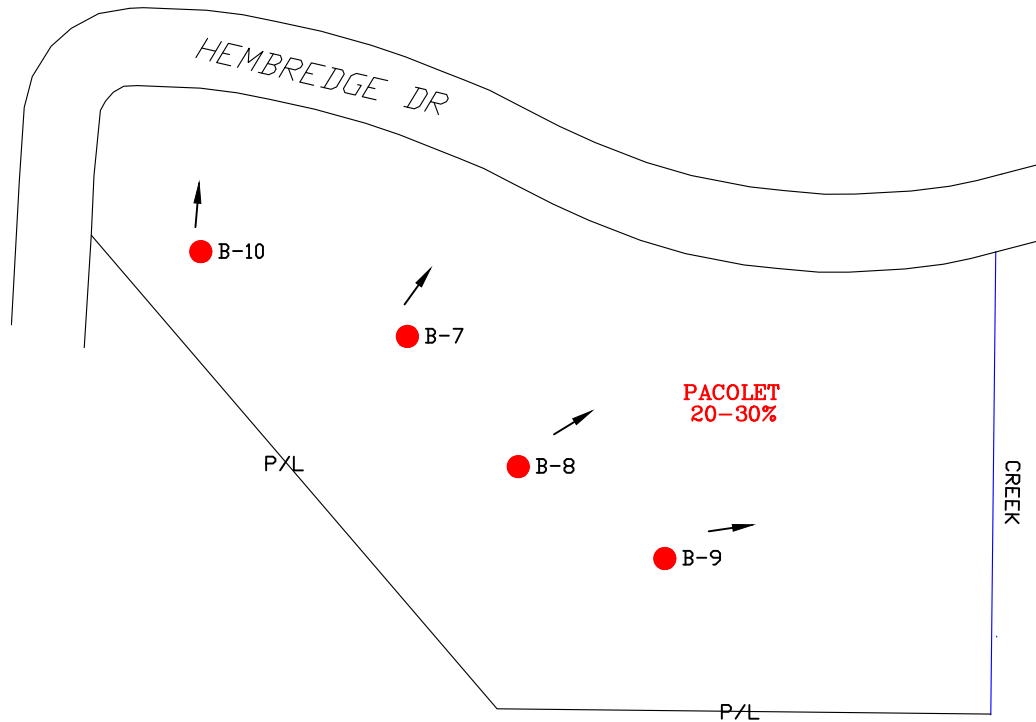 HEMBREDGE DR
B-10
B-7
PACOLET
20-30%
P/L
B-8
CREEK
B-9
P/L